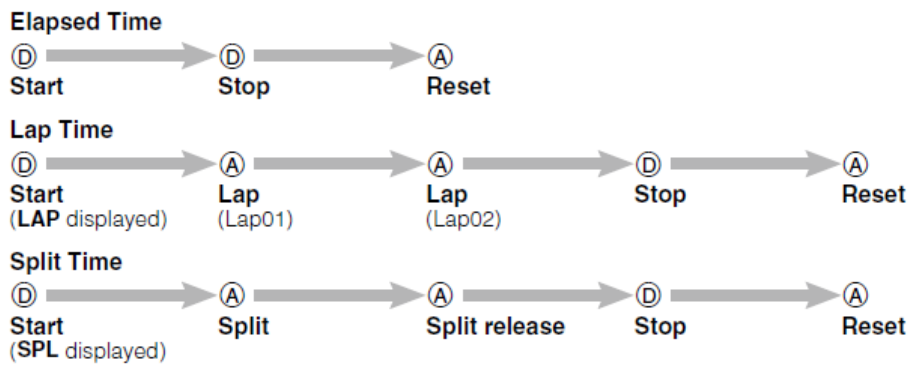 Elapsed Time
Ⓓ Ⓓ Ⓐ
Start Stop Reset
Lap Time
Ⓓ Ⓐ Ⓐ Ⓓ Ⓐ
Start Lap Lap Stop Reset
(LAP displayed) (Lap01) (Lap02)
Split Time
Ⓓ Ⓐ Ⓐ Ⓓ Ⓐ
Start Split Split release Stop Reset
(SPL displayed)